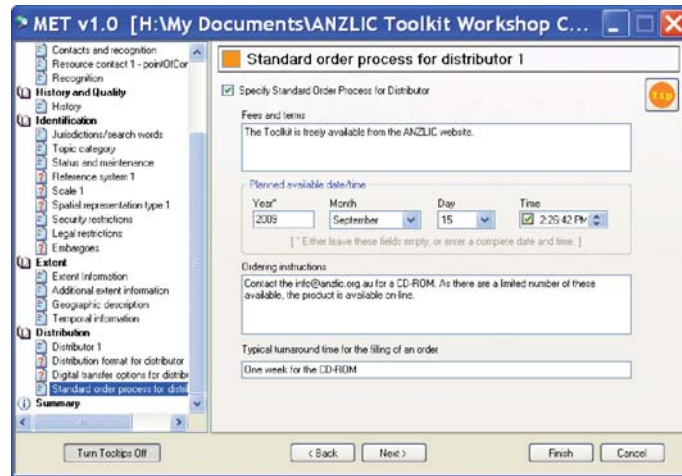 MET v1.0 [H:\My Documents\ANZLIC Toolkit Workshop C...
Contacts and recognition
Resource contact 1 - pointOfCor
Recognition
History and Quality
History
Identification
Jurisdictions/search words
Topic category
Status and maintenance
Reference system 1
Scale 1
Spatial representation type 1
Security restrictions
Legal restrictions
Embargoes
Extent
Extent Information
Additional extent information
Geographic description
Temporal information
Distribution
Distributor 1
Distribution format for distributor
Digital transfer options for distrib
Standard order process for distri
Summary
Turn Tooltips Off
Standard order process for distributor 1
Tip
Specify Standard Order Process for Distributor
Fees and terms
The Toolkit is freely available from the ANZLIC website.
Planned available date/time
Year* Month Day Time
2009 September 15 2:26:42 PM
[ * Either leave these fields empty, or enter a complete date and time. ]
Ordering instructions
Contact the info@anzlic.org.au for a CD-ROM. As there are a limited number of these
available, the product is available on-line.
Typical turnaround time for the filling of an order
One week for the CD-ROM
< Back Next > Finish Cancel